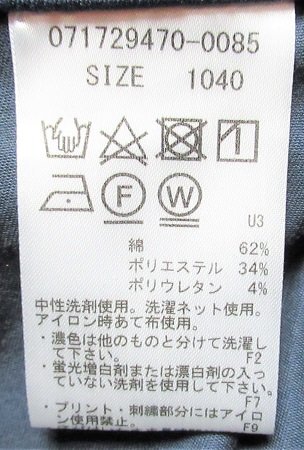 071729470-0085
SIZE 1040
F W
U3
綿 62%
ポリエステル 34%
ポリウレタン 4%
中性洗剤使用。洗濯ネット使用。
アイロン時あて布使用。
・濃色は他のものと分けて洗濯し
て下さい。 F2
・蛍光増白剤または漂白剤の入っ
ていない洗剤を使用して下さい。
F7
・プリント・刺繍部分にはアイロ
ン使用禁止。 F9